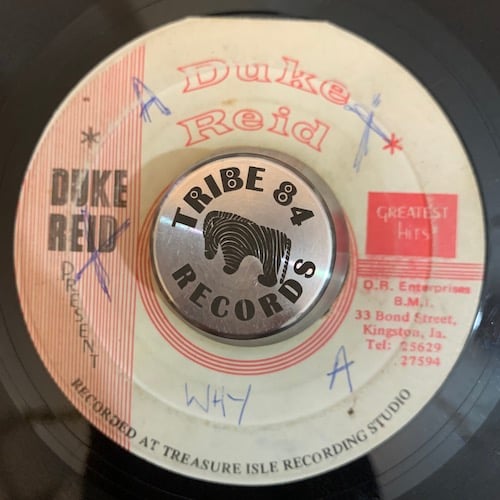 A
Duke
Reid
*
*
DUKE
REID
PRESENT
TRIBE 84
RECORDS
GREATEST
HITS
D.R. Enterprises
B.M.I.
33 Bond Street,
Kingston, Ja.
Tel: 25629
27594
A
WHY
RECORDED AT TREASURE ISLE RECORDING STUDIO